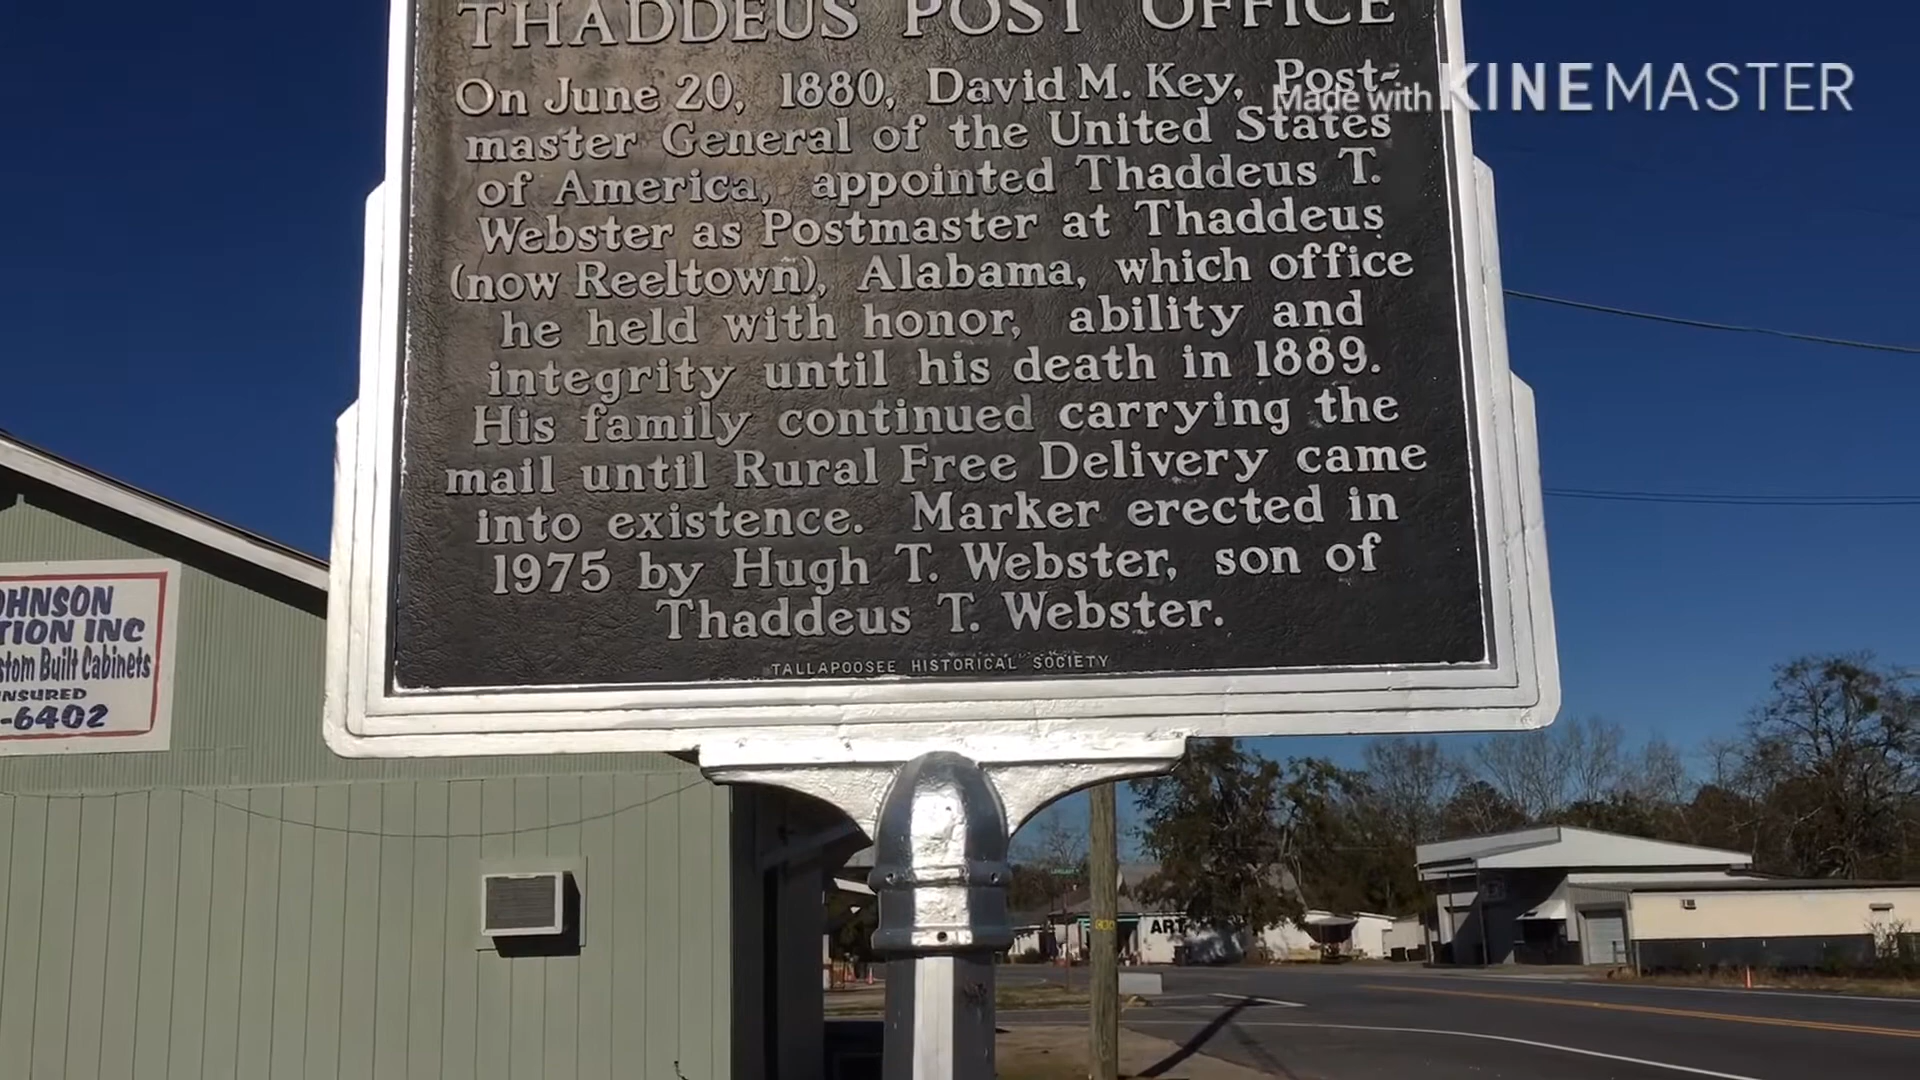 THADDEUS POST OFFICE
On June 20, 1880, David M. Key, Post-
master General of the United States
of America, appointed Thaddeus T.
Webster as Postmaster at Thaddeus
(now Reeltown), Alabama, which office
he held with honor, ability and
integrity until his death in 1889.
His family continued carrying the
mail until Rural Free Delivery came
into existence. Marker erected in
1975 by Hugh T. Webster, son of
Thaddeus T. Webster.
TALLAPOOSEE HISTORICAL SOCIETY
Made with KINEMASTER
OHNSON
TION INC
stom Built Cabinets
INSURED
-6402
ART